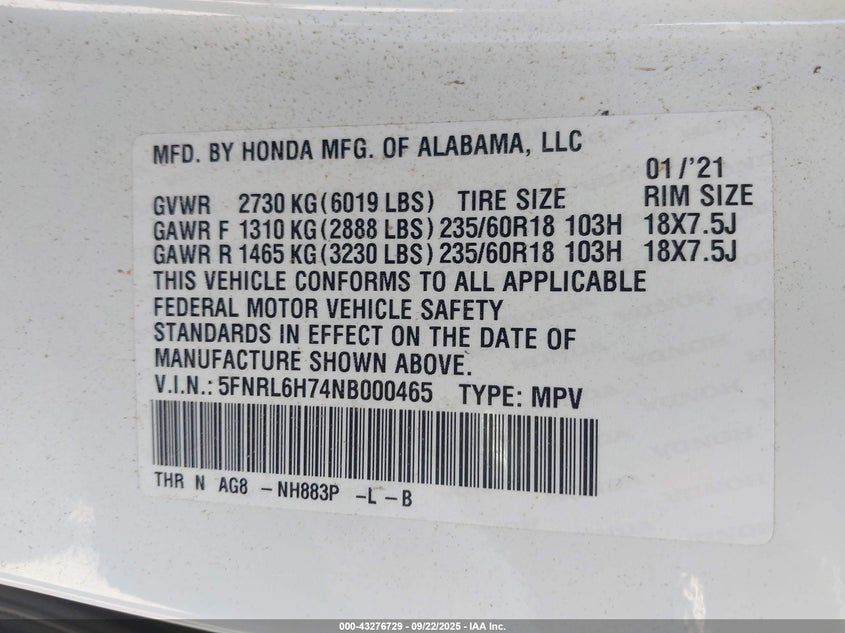 MFD. BY HONDA MFG. OF ALABAMA, LLC
01/'21
GVWR 2730 KG(6019 LBS) TIRE SIZE RIM SIZE
GAWR F 1310 KG(2888 LBS) 235/60R18 103H 18X7.5J
GAWR R 1465 KG(3230 LBS) 235/60R18 103H 18X7.5J
THIS VEHICLE CONFORMS TO ALL APPLICABLE
FEDERAL MOTOR VEHICLE SAFETY
STANDARDS IN EFFECT ON THE DATE OF
MANUFACTURE SHOWN ABOVE.
V.I.N.: 5FNRL6H74NB000465 TYPE: MPV
THR N AG8 -NH883P -L -B
000-43276729 - 09/22/2025 - IAA Inc.